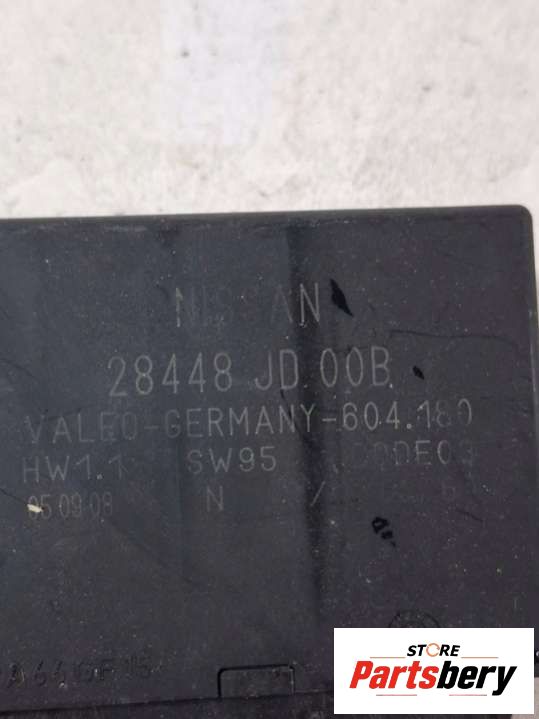 NISSAN
28448 JD 00B
VALEO-GERMANY-604.180
HW1.1 SW95
05 09 08 N /
STORE
Partsbery